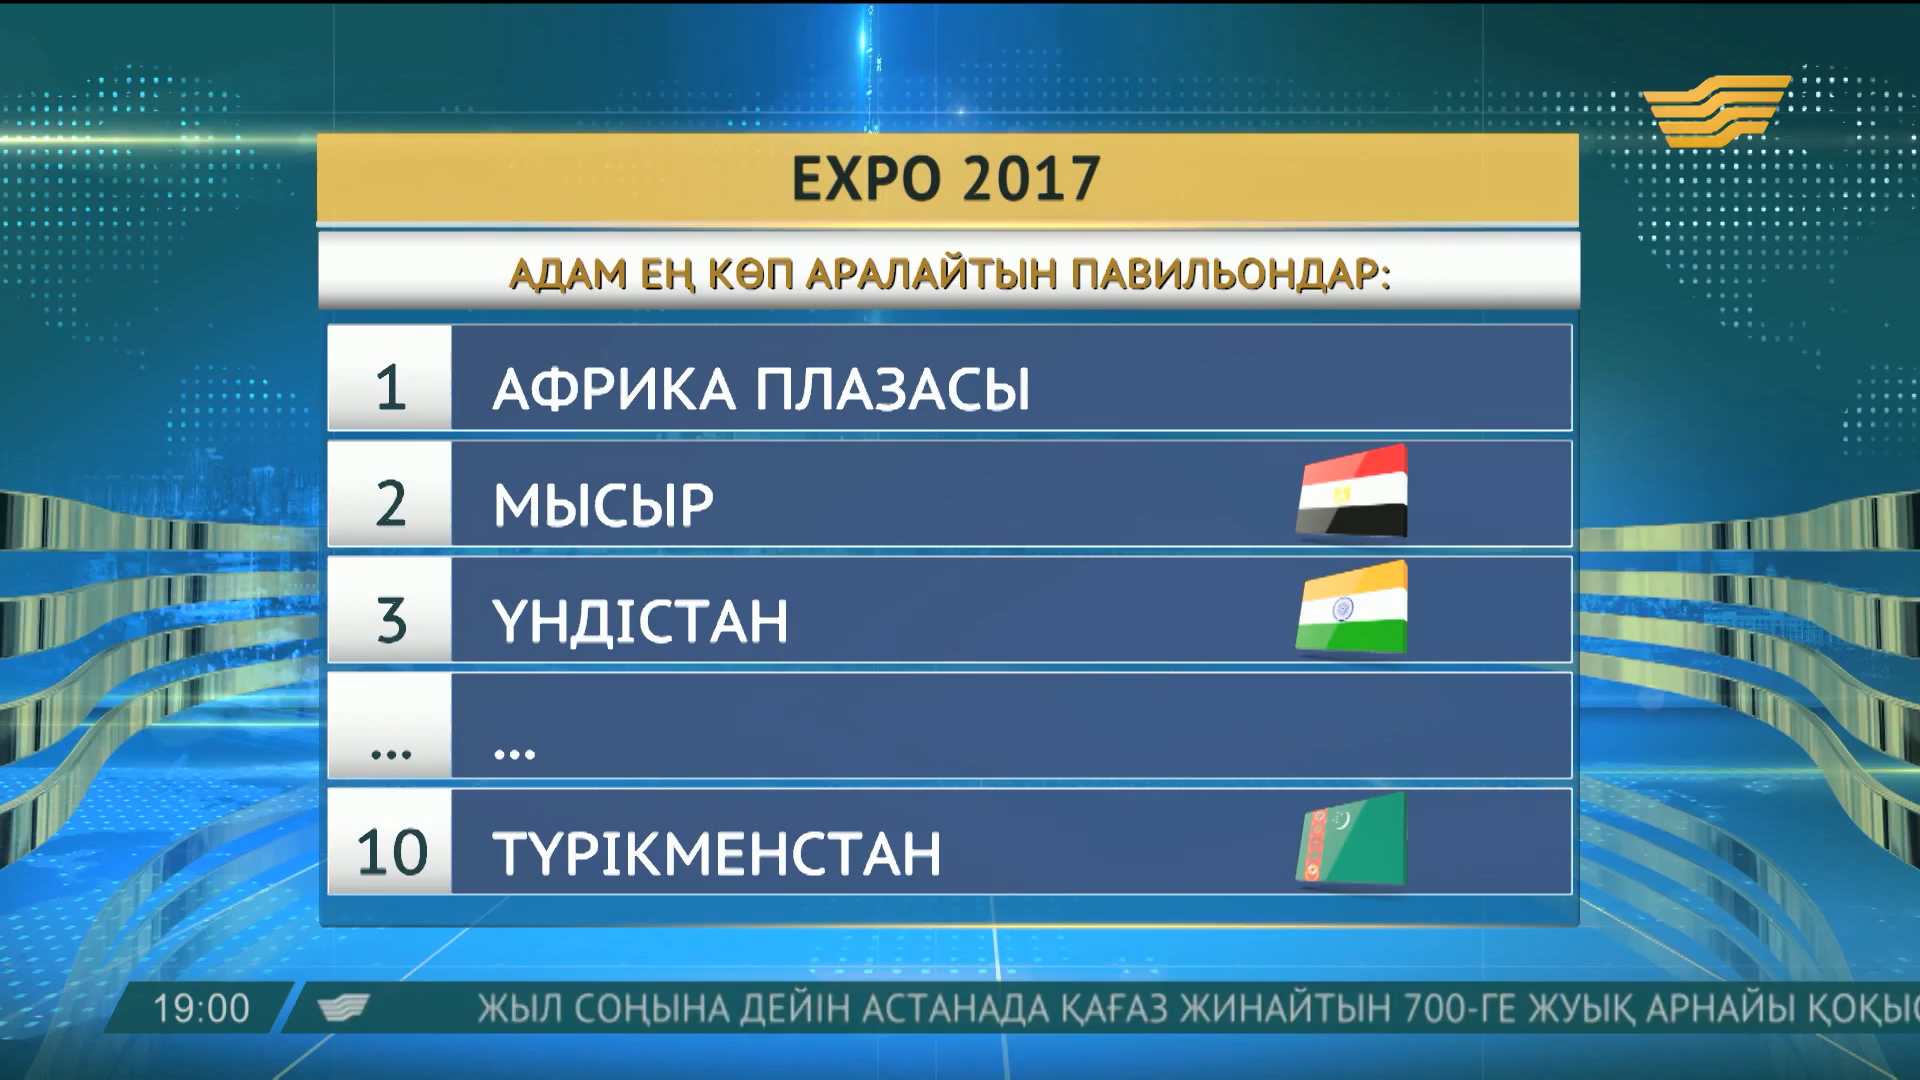 EXPO 2017
АДАМ ЕҢ КӨП АРАЛАЙТЫН ПАВИЛЬОНДАР:
1 АФРИКА ПЛАЗАСЫ
2 МЫСЫР
3 ҮНДІСТАН
... ...
10 ТҮРІКМЕНСТАН
19:00 ЖЫЛ СОҢЫНА ДЕЙІН АСТАНАДА ҚАҒАЗ ЖИНАЙТЫН 700-ГЕ ЖУЫҚ АРНАЙЫ